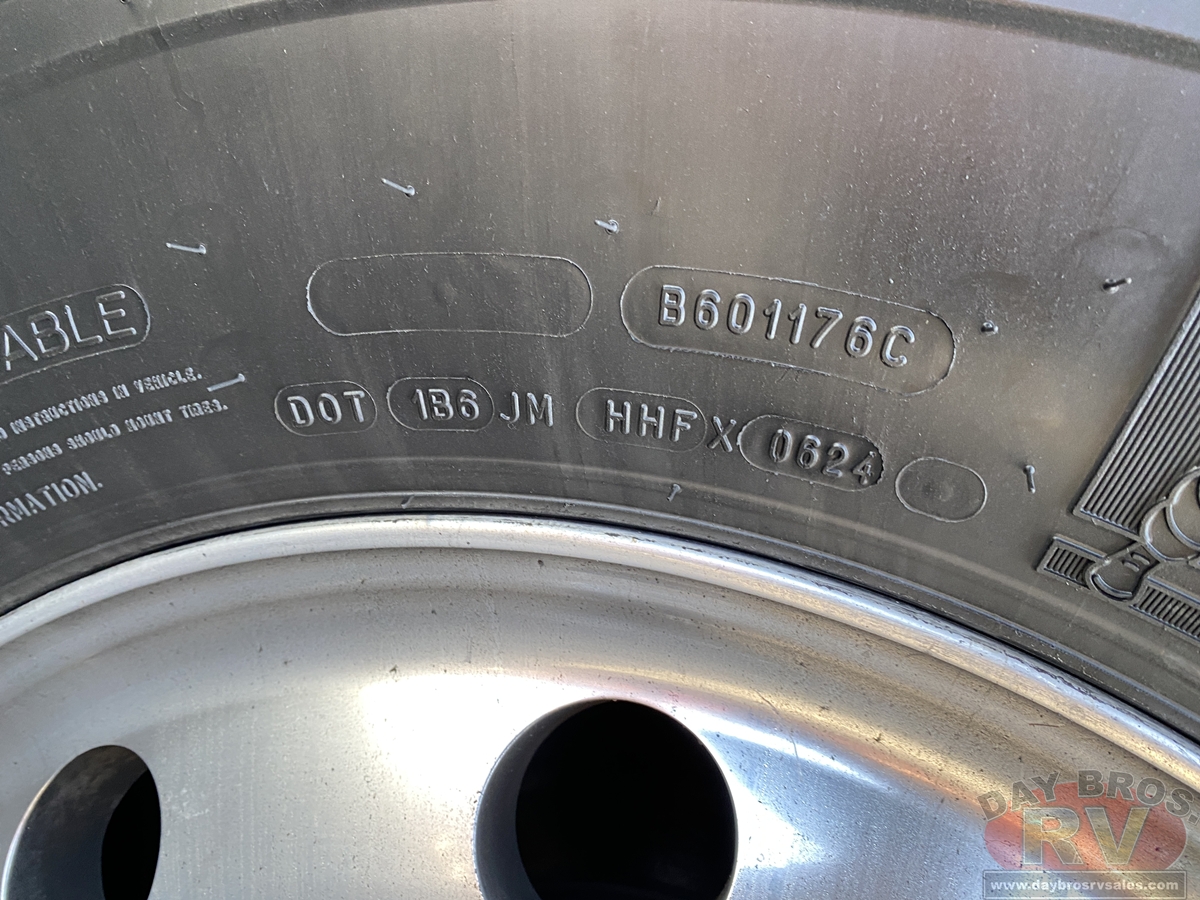 B601176C
ABLE
INSTRUCTIONS IN VEHICLE.
PERSONS SHOULD MOUNT TIRES.
RMATION.
DOT 1B6 JM HHF X 0624
DAY BROS
RV
www.daybrosrvsales.com